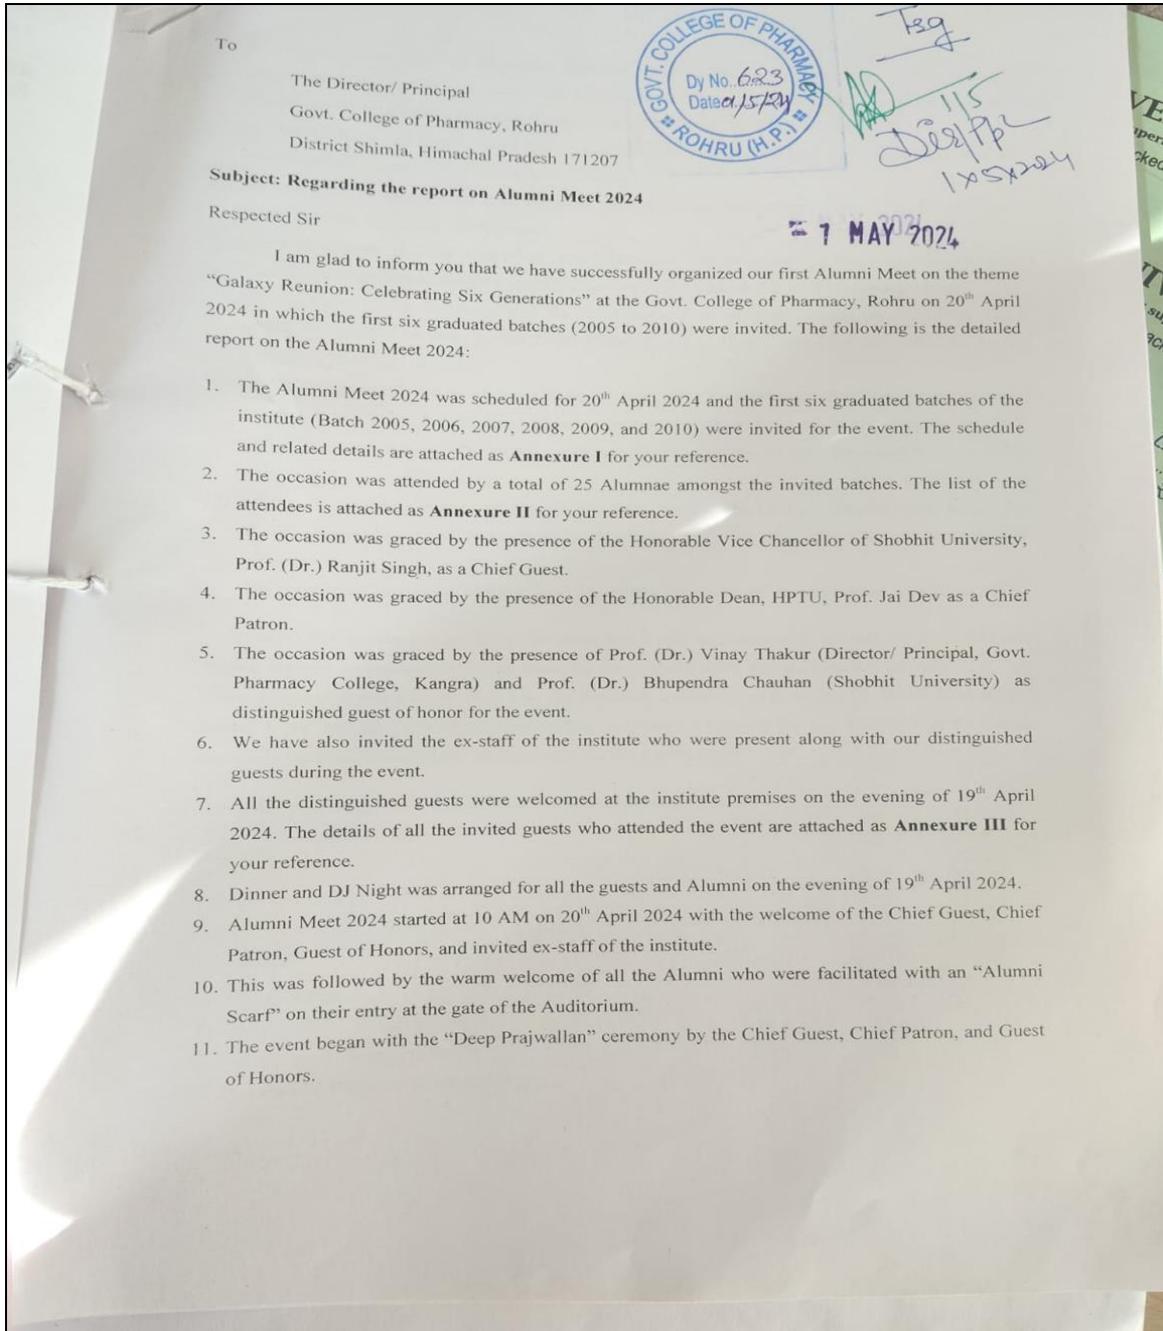 To
The Director/ Principal
Govt. College of Pharmacy, Rohru
District Shimla, Himachal Pradesh 171207
GOVT. COLLEGE OF PHARMACY
Dy No. 623
Date 01/5/24
ROHRU (H.P.)
1/5
1x5x2024
Subject: Regarding the report on Alumni Meet 2024
Respected Sir
7 MAY 2024
I am glad to inform you that we have successfully organized our first Alumni Meet on the theme
“Galaxy Reunion: Celebrating Six Generations” at the Govt. College of Pharmacy, Rohru on 20th April
2024 in which the first six graduated batches (2005 to 2010) were invited. The following is the detailed
report on the Alumni Meet 2024:
1. The Alumni Meet 2024 was scheduled for 20th April 2024 and the first six graduated batches of the
institute (Batch 2005, 2006, 2007, 2008, 2009, and 2010) were invited for the event. The schedule
and related details are attached as Annexure I for your reference.
2. The occasion was attended by a total of 25 Alumnae amongst the invited batches. The list of the
attendees is attached as Annexure II for your reference.
3. The occasion was graced by the presence of the Honorable Vice Chancellor of Shobhit University,
Prof. (Dr.) Ranjit Singh, as a Chief Guest.
4. The occasion was graced by the presence of the Honorable Dean, HPTU, Prof. Jai Dev as a Chief
Patron.
5. The occasion was graced by the presence of Prof. (Dr.) Vinay Thakur (Director/ Principal, Govt.
Pharmacy College, Kangra) and Prof. (Dr.) Bhupendra Chauhan (Shobhit University) as
distinguished guest of honor for the event.
6. We have also invited the ex-staff of the institute who were present along with our distinguished
guests during the event.
7. All the distinguished guests were welcomed at the institute premises on the evening of 19th April
2024. The details of all the invited guests who attended the event are attached as Annexure III for
your reference.
8. Dinner and DJ Night was arranged for all the guests and Alumni on the evening of 19th April 2024.
9. Alumni Meet 2024 started at 10 AM on 20th April 2024 with the welcome of the Chief Guest, Chief
Patron, Guest of Honors, and invited ex-staff of the institute.
10. This was followed by the warm welcome of all the Alumni who were facilitated with an “Alumni
Scarf” on their entry at the gate of the Auditorium.
11. The event began with the “Deep Prajwallan” ceremony by the Chief Guest, Chief Patron, and Guest
of Honors.